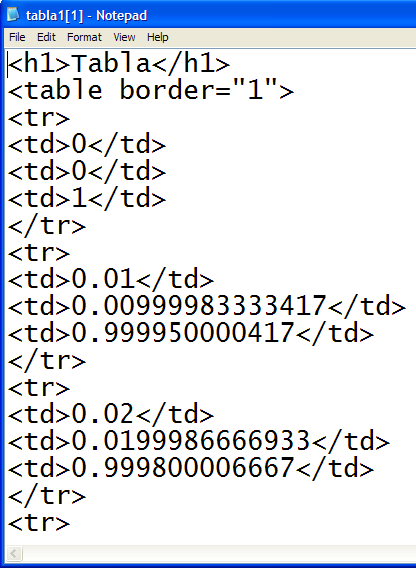 tabla1[1] - Notepad
File Edit Format View Help
<h1>Tabla</h1>
<table border="1">
<tr>
<td>0</td>
<td>0</td>
<td>1</td>
</tr>
<tr>
<td>0.01</td>
<td>0.00999983333417</td>
<td>0.999950000417</td>
</tr>
<tr>
<td>0.02</td>
<td>0.0199986666933</td>
<td>0.999800006667</td>
</tr>
<tr>